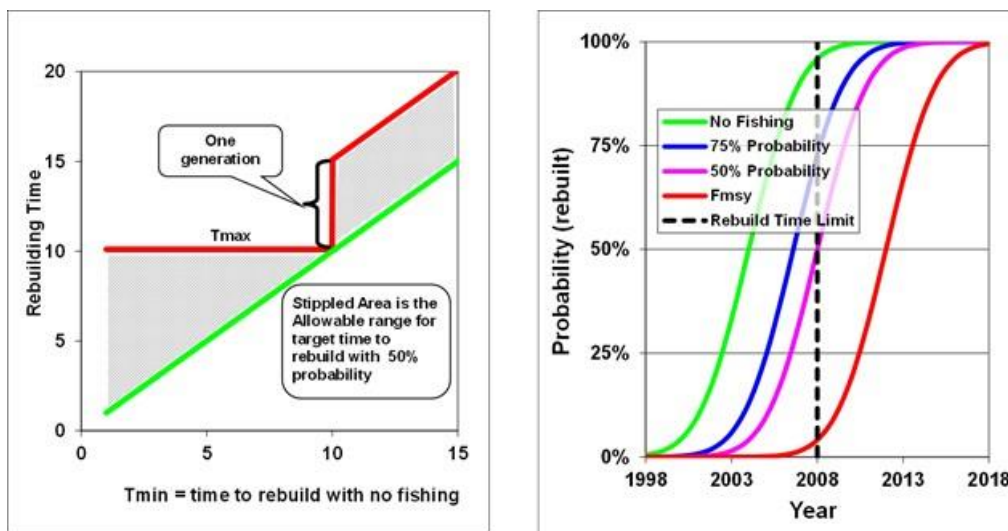 20
15
10
5
0
Rebuilding Time
One
generation
Tmax
Stippled Area is the
Allowable range for
target time to
rebuild with 50%
probability
0
5
10
15
Tmin = time to rebuild with no fishing
100%
75%
50%
25%
0%
Probability (rebuilt)
No Fishing
75% Probability
50% Probability
Fmsy
Rebuild Time Limit
1998
2003
2008
2013
2018
Year